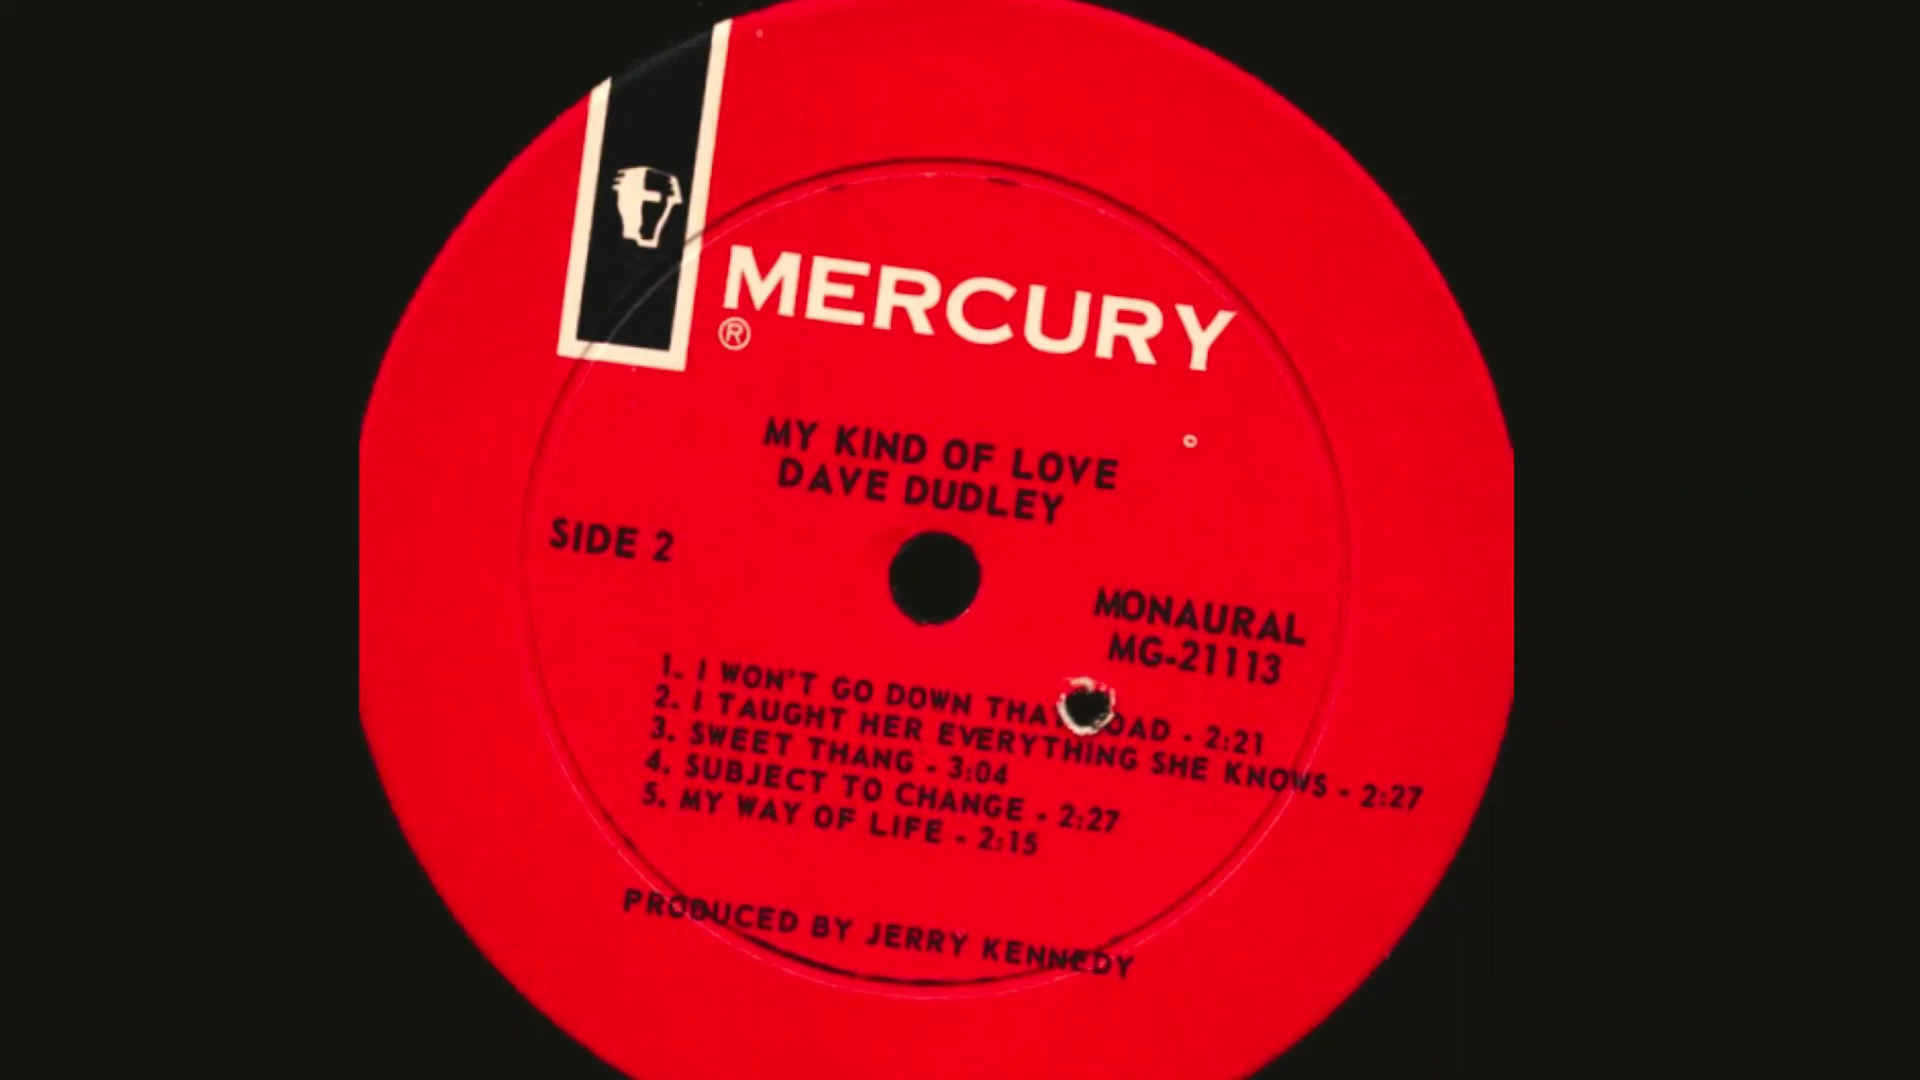 MERCURY
®
MY KIND OF LOVE
DAVE DUDLEY
SIDE 2
MONAURAL
MG-21113
1. I WON'T GO DOWN THA OAD - 2:21
2. I TAUGHT HER EVERYTHING SHE KNOWS - 2:27
3. SWEET THANG - 3:04
4. SUBJECT TO CHANGE - 2:27
5. MY WAY OF LIFE - 2:15
PRODUCED BY JERRY KENNEDY